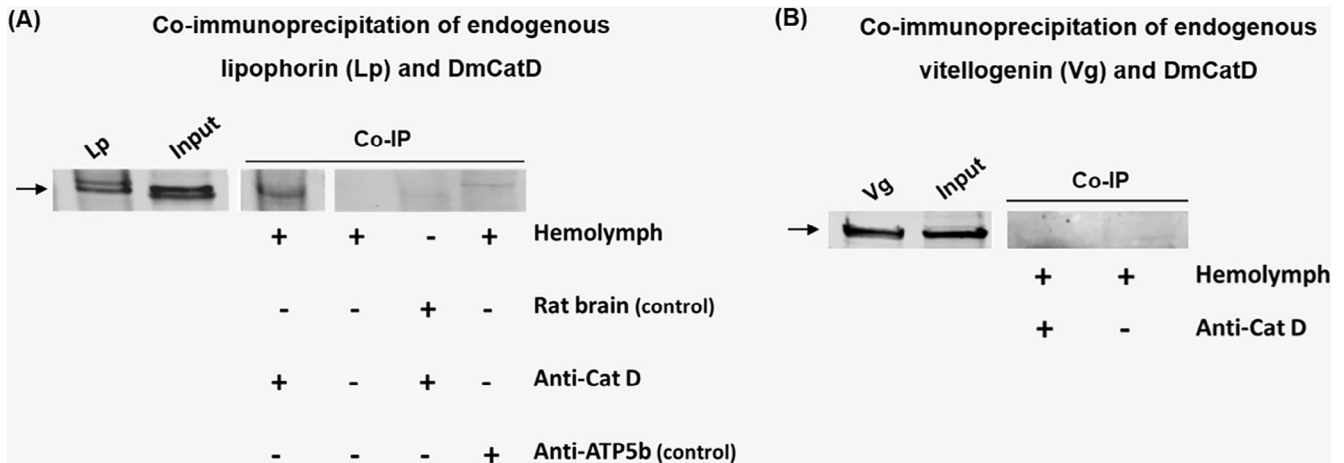 (A)
Co-immunoprecipitation of endogenous
lipophorin (Lp) and DmCatD
Lp Input Co-IP
+ + - + Hemolymph
- - + - Rat brain (control)
+ - + - Anti-Cat D
- - - + Anti-ATP5b (control)
(B)
Co-immunoprecipitation of endogenous
vitellogenin (Vg) and DmCatD
Vg Input Co-IP
+ + Hemolymph
+ - Anti-Cat D